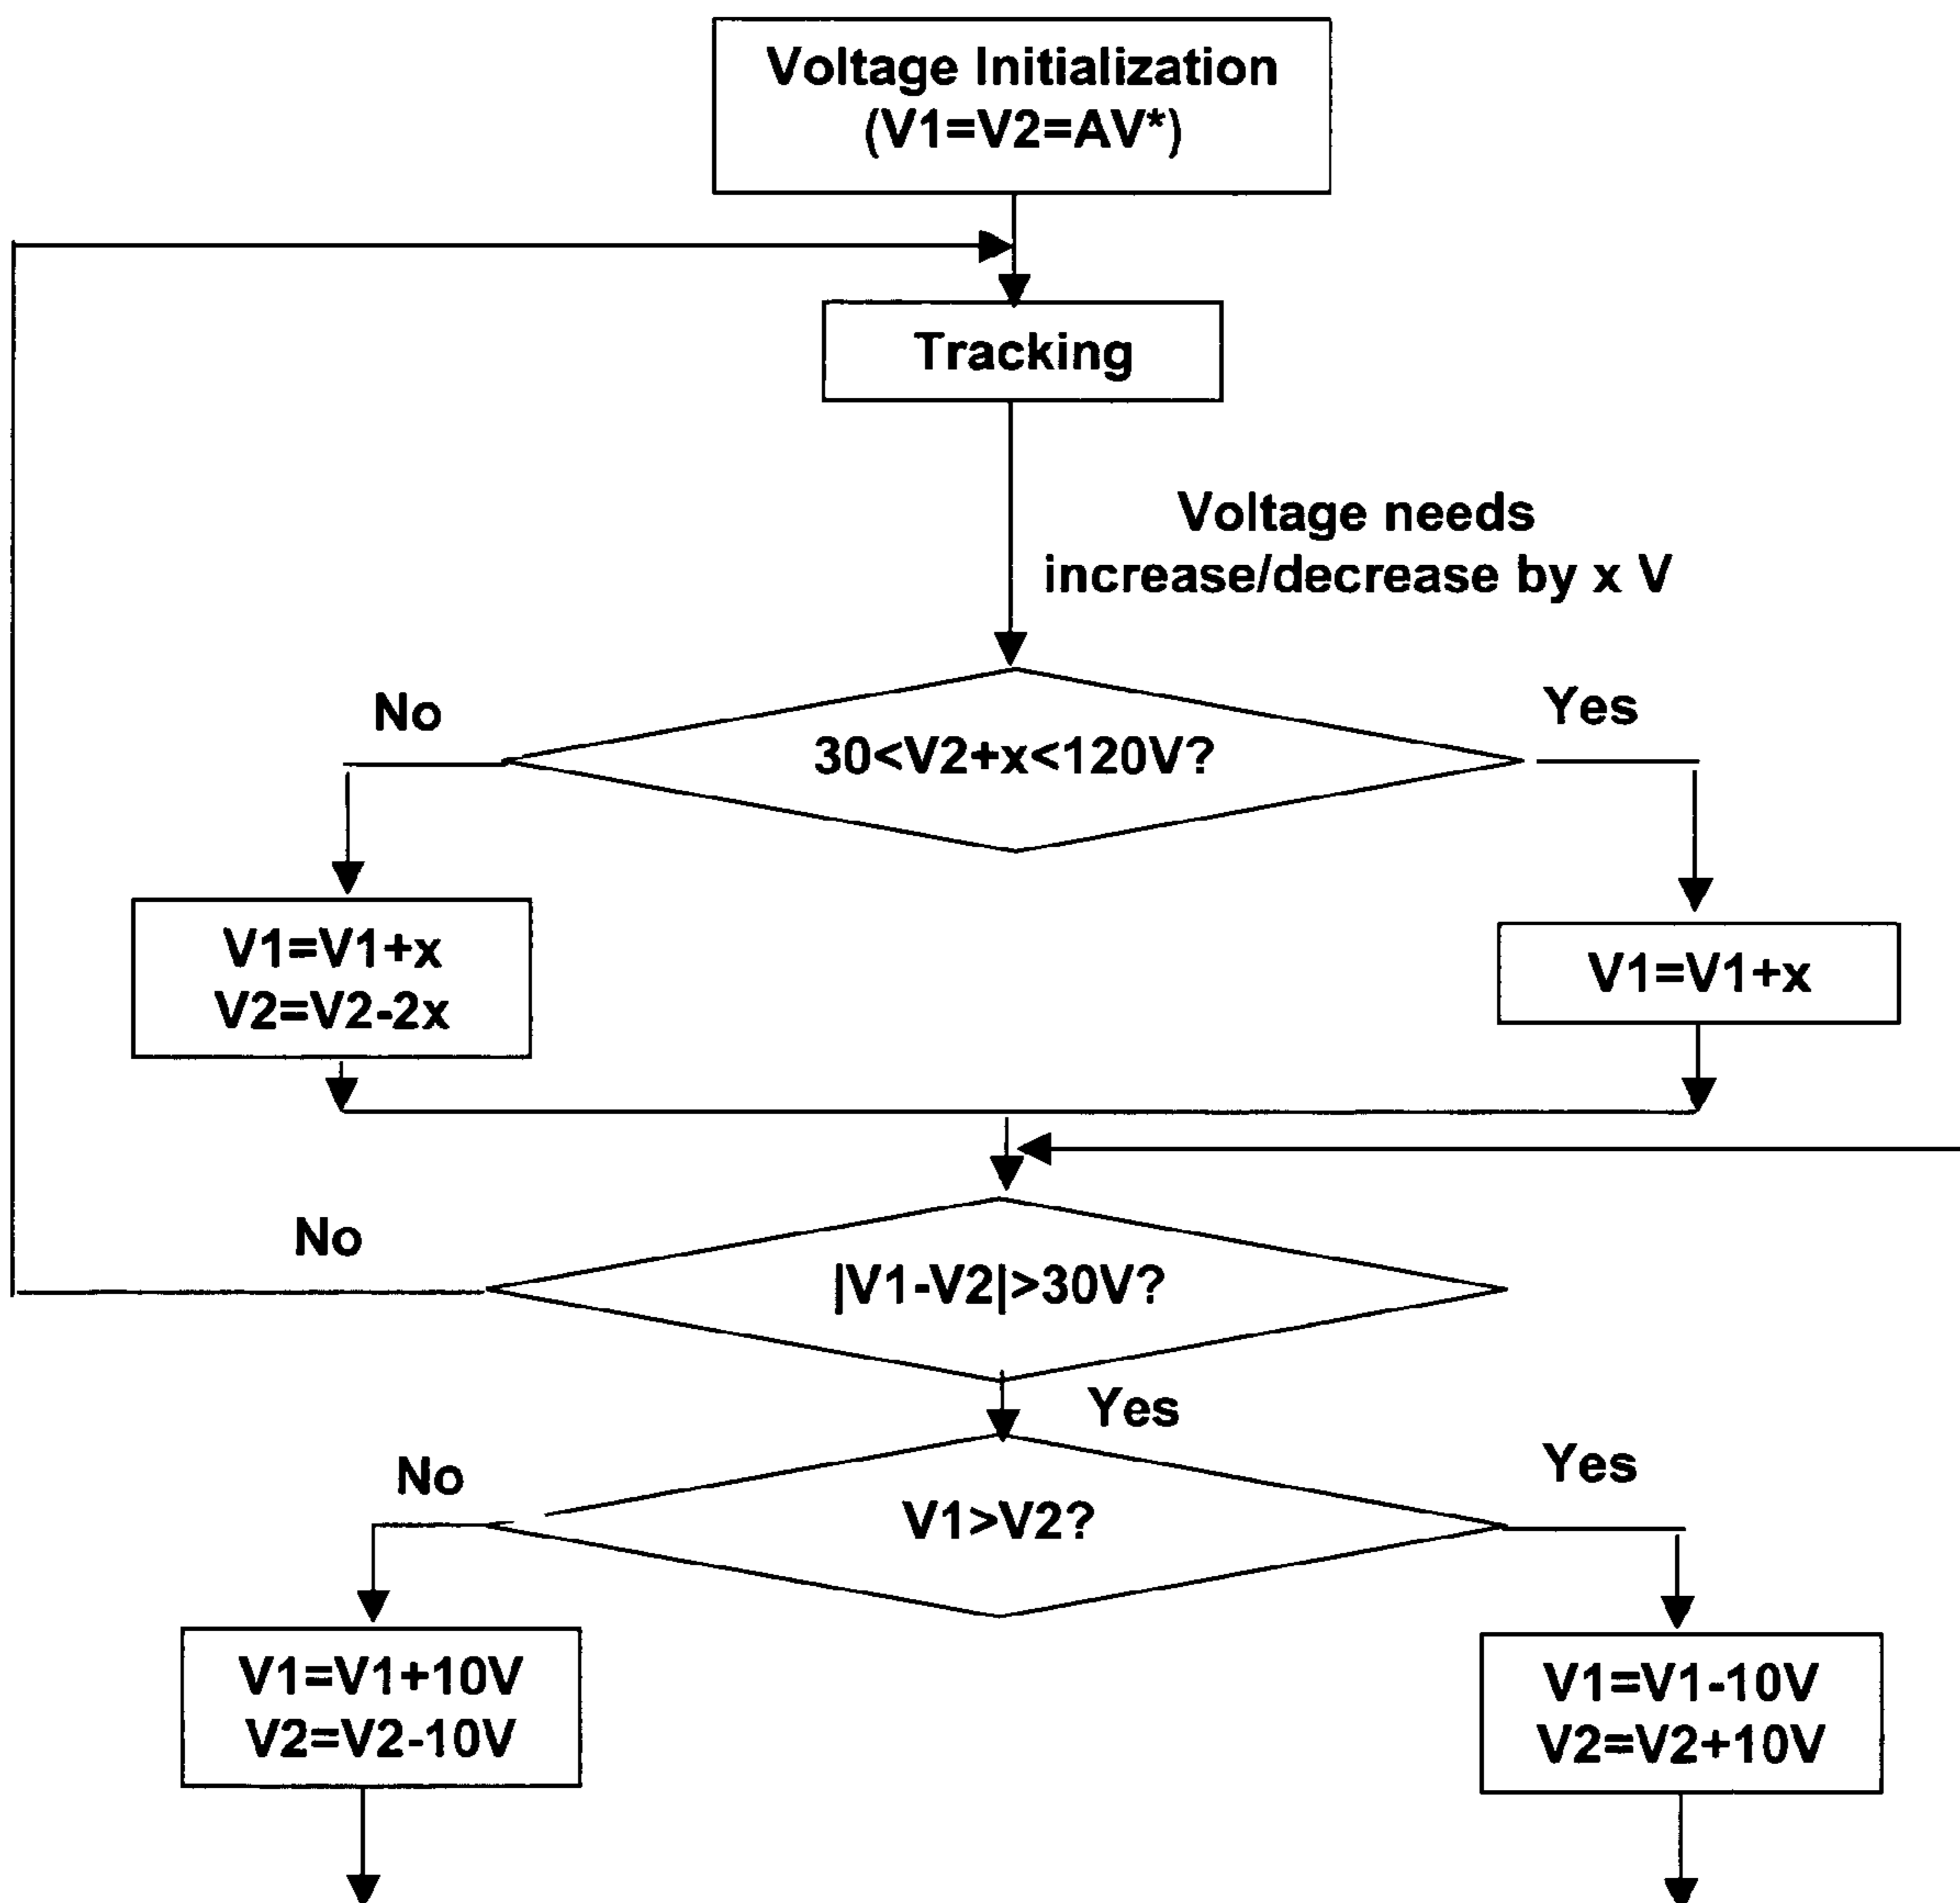 Voltage Initialization
(V1=V2=AV*)
Tracking
Voltage needs
increase/decrease by x V
No
Yes
30<V2+x<120V?
V1=V1+x
V2=V2-2x
V1=V1+x
No
|V1-V2|>30V?
Yes
No
Yes
V1>V2?
V1=V1+10V
V2=V2-10V
V1=V1-10V
V2=V2+10V